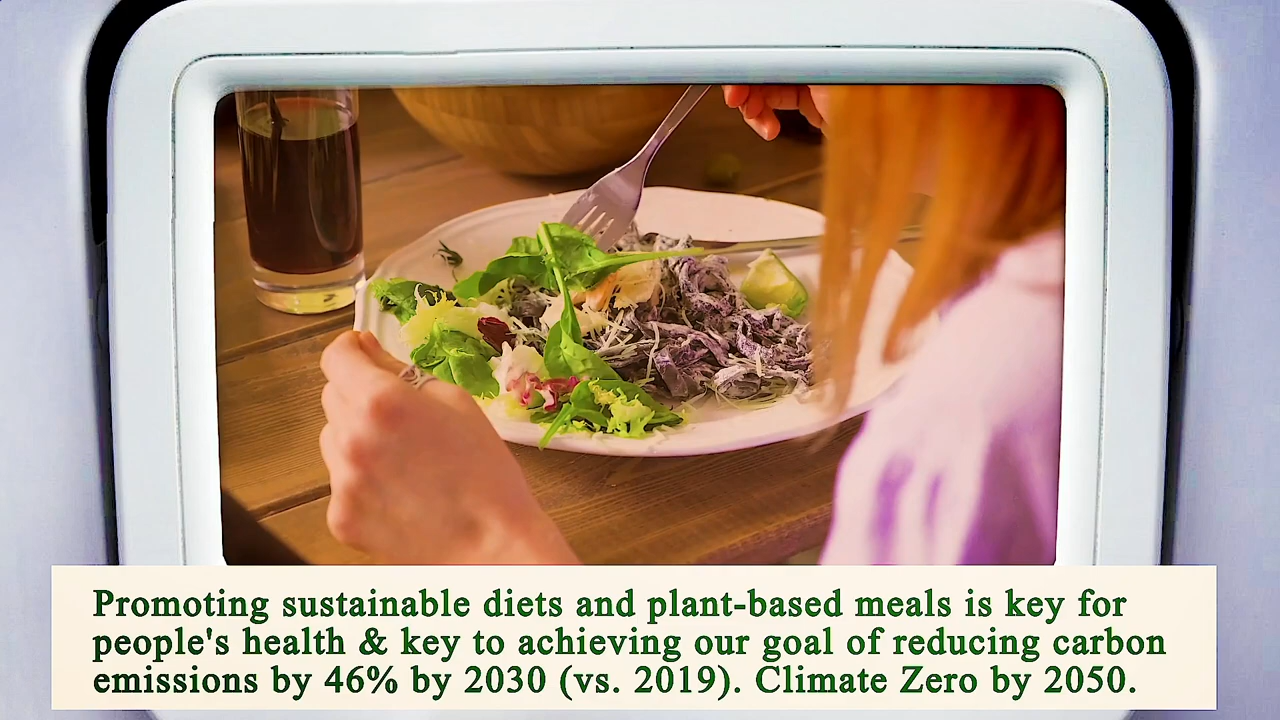 Promoting sustainable diets and plant-based meals is key for
people's health & key to achieving our goal of reducing carbon
emissions by 46% by 2030 (vs. 2019). Climate Zero by 2050.